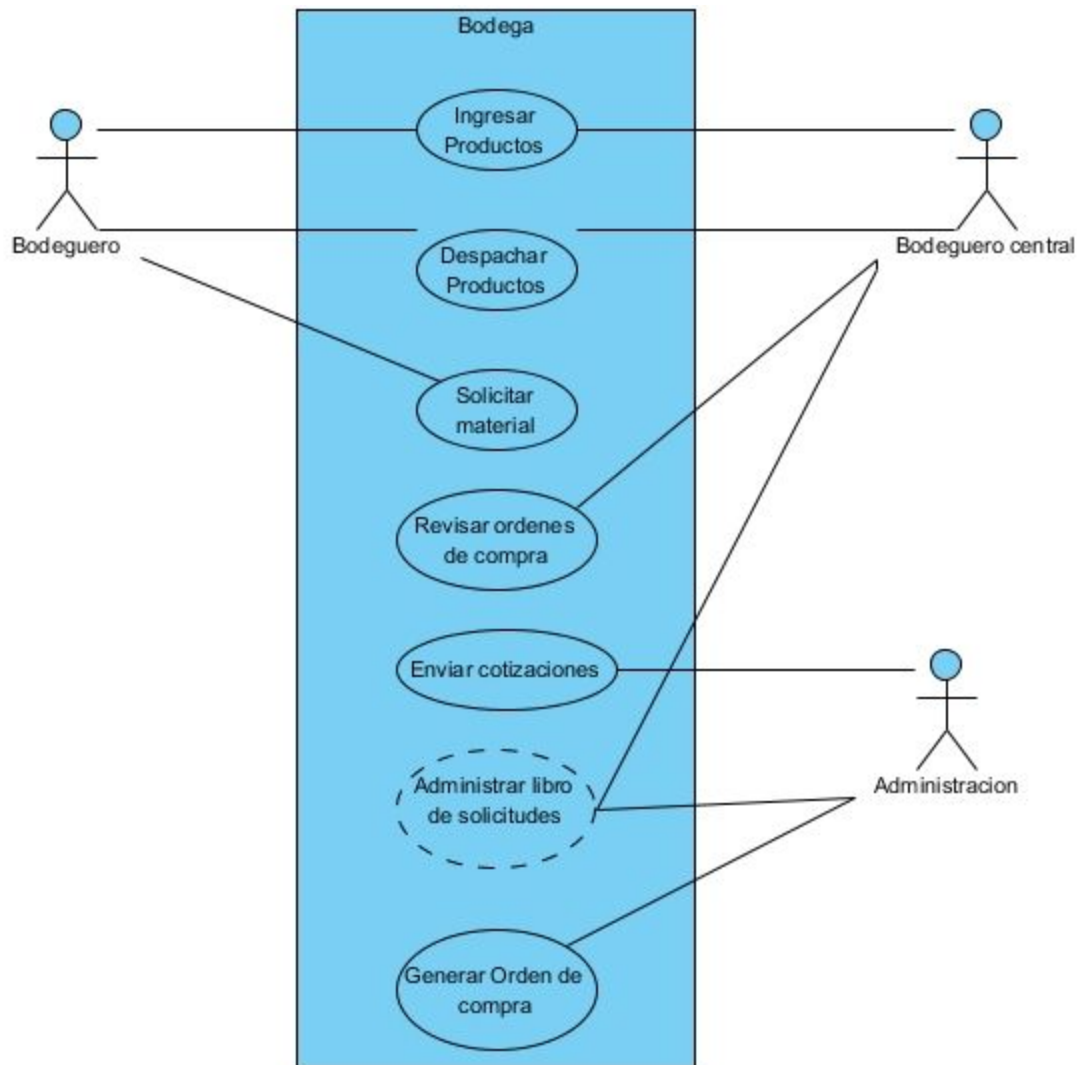 Bodega
Ingresar
Productos
Bodeguero
Bodeguero central
Despachar
Productos
Solicitar
material
Revisar ordenes
de compra
Enviar cotizaciones
Administrar libro
de solicitudes
Administracion
Generar Orden de
compra